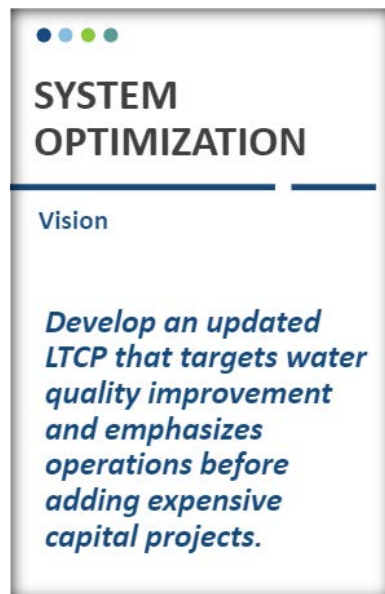 SYSTEM
OPTIMIZATION
Vision
Develop an updated
LTCP that targets water
quality improvement
and emphasizes
operations before
adding expensive
capital projects.